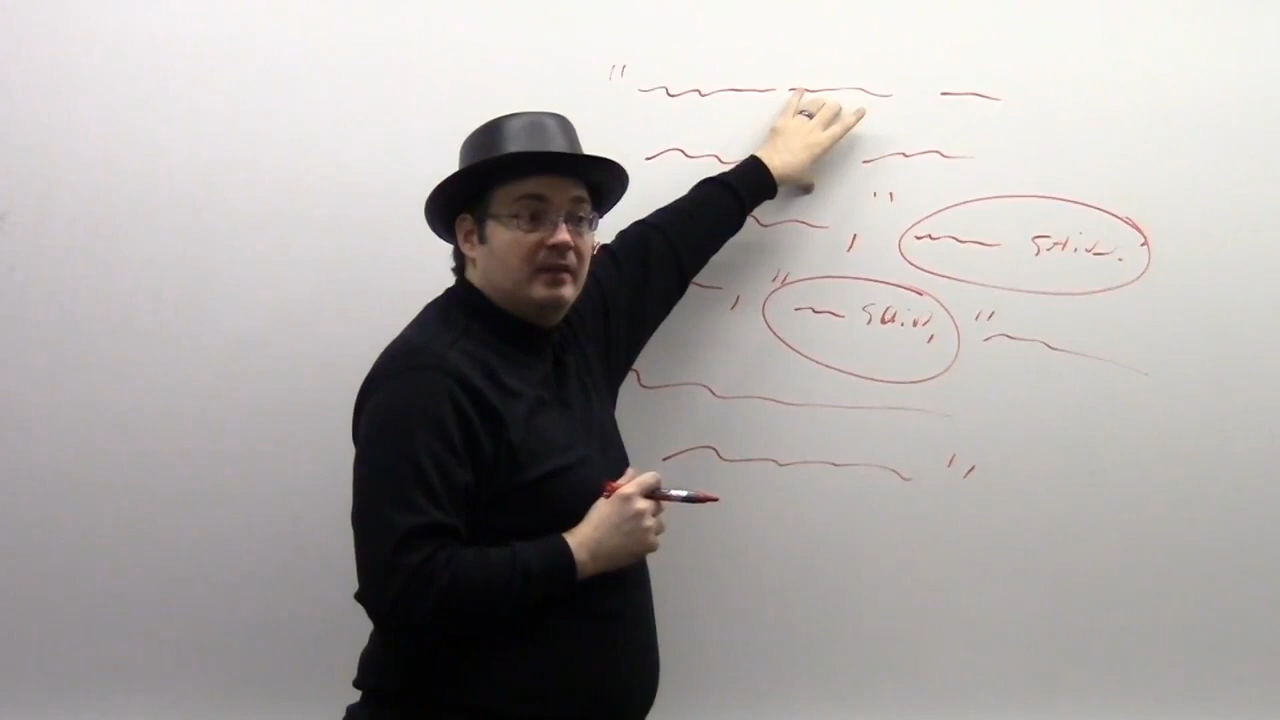 "
"
, said.
, " said, "
"